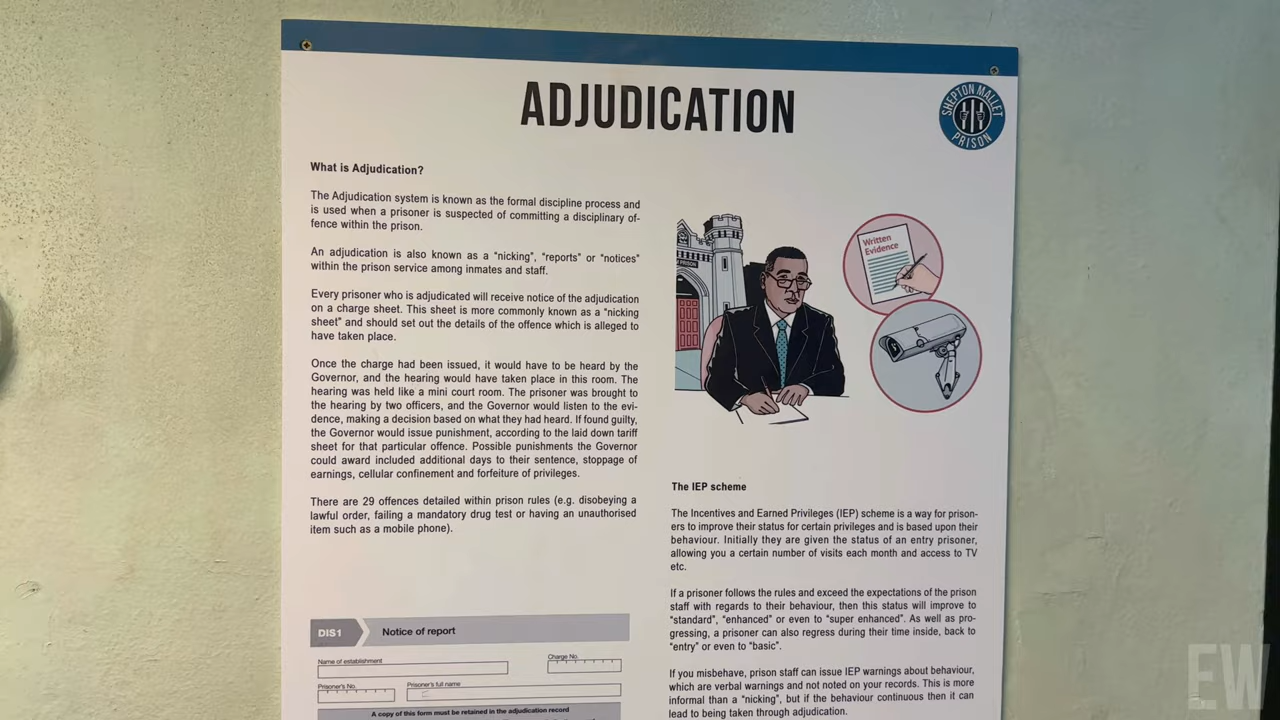 ADJUDICATION
SHEPTON MALLET
PRISON
What is Adjudication?
The Adjudication system is known as the formal discipline process and
is used when a prisoner is suspected of committing a disciplinary of-
fence within the prison.
An adjudication is also known as a "nicking", "reports" or "notices"
within the prison service among inmates and staff.
Every prisoner who is adjudicated will receive notice of the adjudication
on a charge sheet. This sheet is more commonly known as a "nicking
sheet" and should set out the details of the offence which is alleged to
have taken place.
Once the charge had been issued, it would have to be heard by the
Governor, and the hearing would have taken place in this room. The
hearing was held like a mini court room. The prisoner was brought to
the hearing by two officers, and the Governor would listen to the evi-
dence, making a decision based on what they had heard. If found guilty,
the Governor would issue punishment, according to the laid down tariff
sheet for that particular offence. Possible punishments the Governor
could award included additional days to their sentence, stoppage of
earnings, cellular confinement and forfeiture of privileges.
There are 29 offences detailed within prison rules (e.g. disobeying a
lawful order, failing a mandatory drug test or having an unauthorised
item such as a mobile phone).
DIS1
Notice of report
Name of establishment
Charge No.
Prisoner's No.
Prisoner's full name
A copy of this form must be retained in the adjudication record
PRISON
Written
Evidence
The IEP scheme
The Incentives and Earned Privileges (IEP) scheme is a way for prison-
ers to improve their status for certain privileges and is based upon their
behaviour. Initially they are given the status of an entry prisoner,
allowing you a certain number of visits each month and access to TV
etc.
If a prisoner follows the rules and exceed the expectations of the prison
staff with regards to their behaviour, then this status will improve to
"standard", "enhanced" or even to "super enhanced". As well as pro-
gressing, a prisoner can also regress during their time inside, back to
"entry" or even to "basic".
If you misbehave, prison staff can issue IEP warnings about behaviour,
which are verbal warnings and not noted on your records. This is more
informal than a "nicking", but if the behaviour continuous then it can
lead to being taken through adjudication.
EW